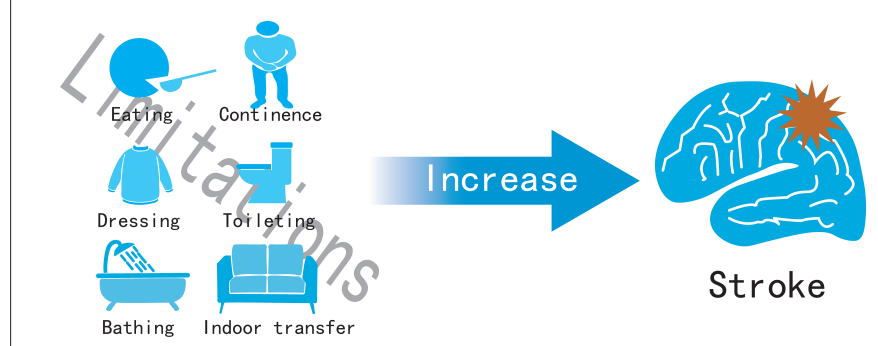 Limitations
Eating
Continence
Dressing
Toileting
Bathing
Indoor transfer
Increase
Stroke